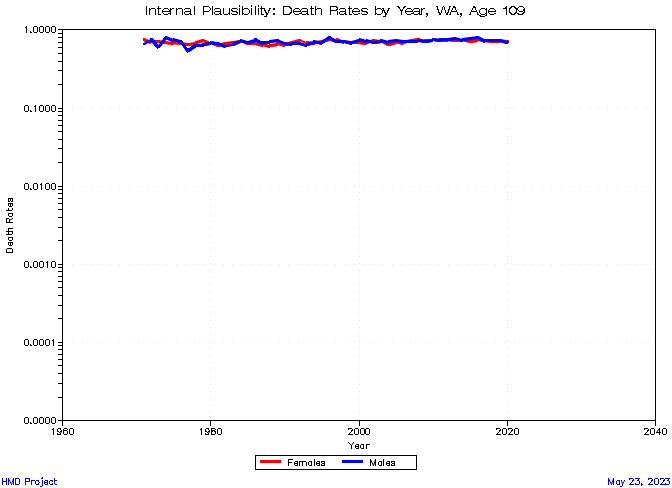 Internal Plausibility: Death Rates by Year, WA, Age 109
1.0000
0.1000
0.0100
0.0010
0.0001
0.0000
Death Rates
1960
1980
2000
2020
2040
Year
Females
Males
HMD Project
May 23, 2023